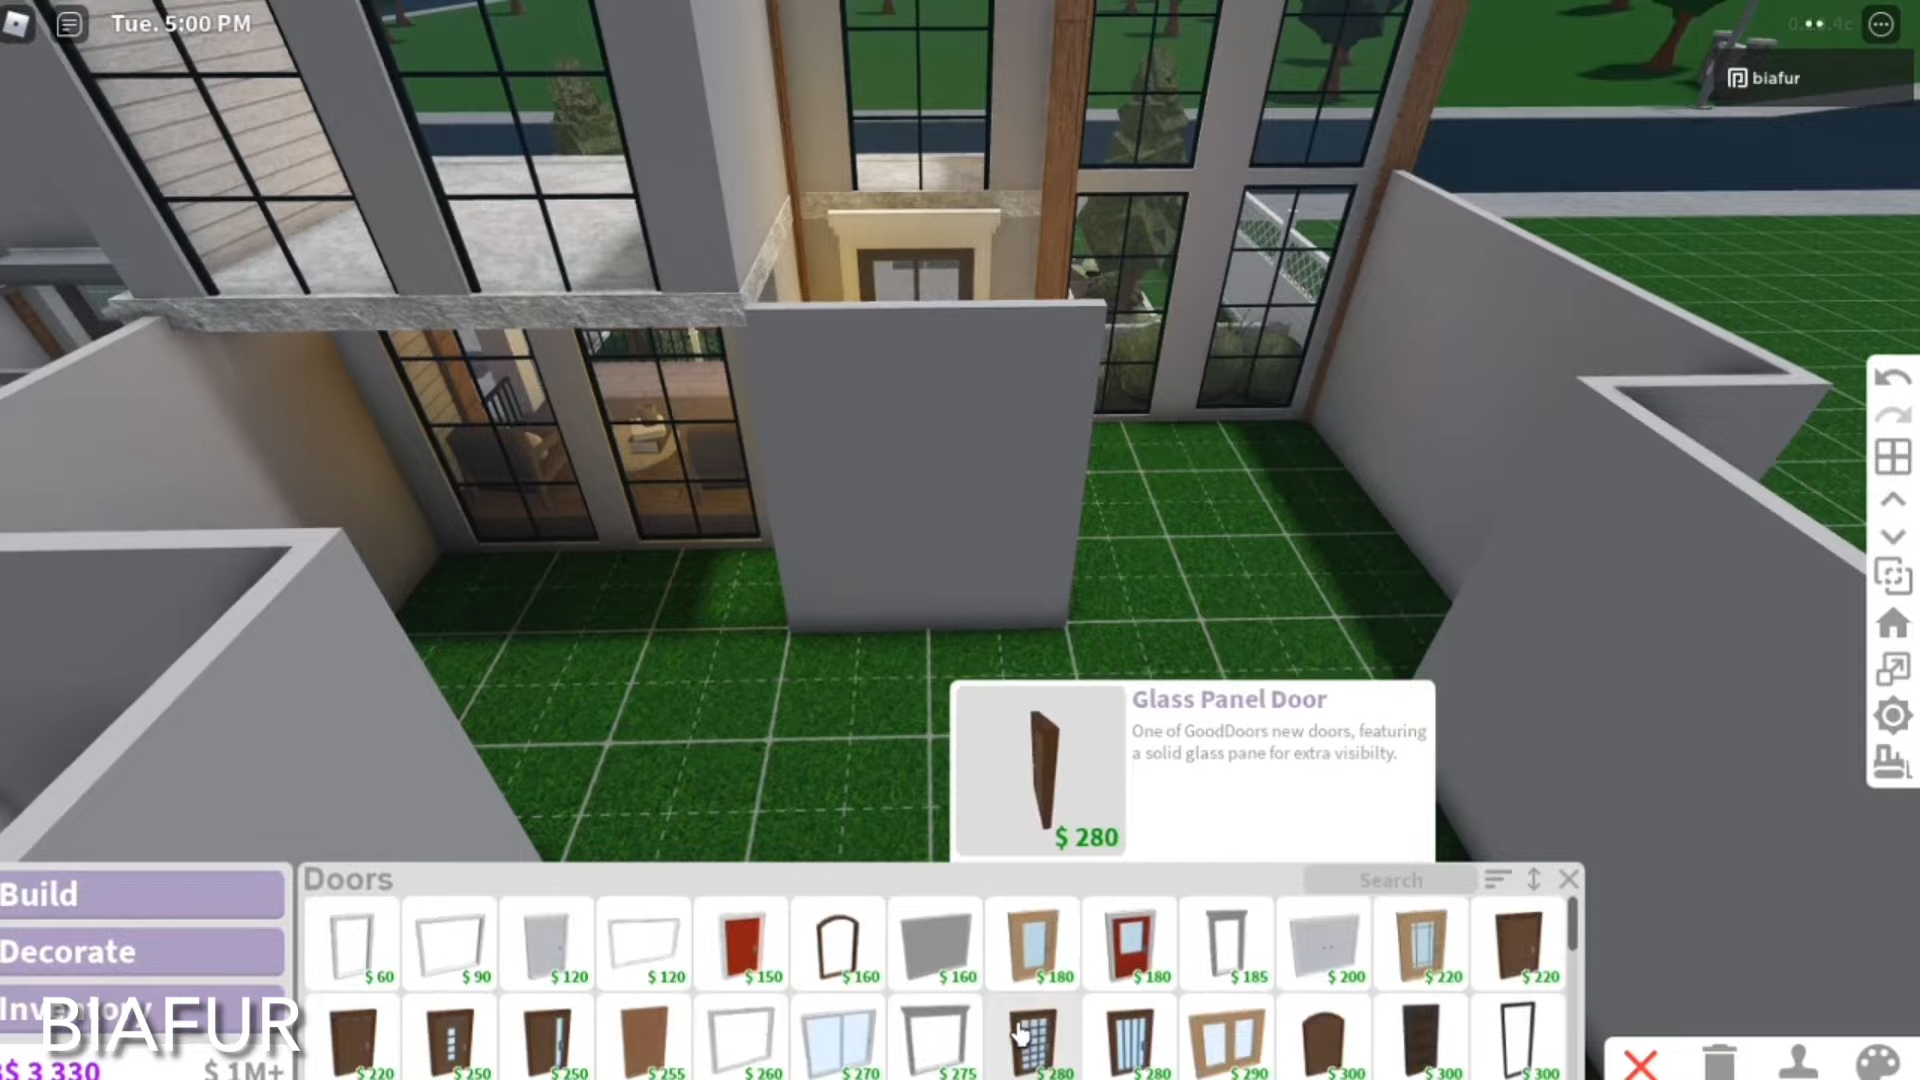 Tue. 5:00 PM
biafur
Glass Panel Door
One of GoodDoors new doors, featuring
a solid glass pane for extra visibilty.
$ 280
Build
Decorate
BIAFUR
$ 3 330
$ 1M+
Doors
Search
$ 60
$ 90
$ 120
$ 120
$ 150
$ 160
$ 160
$ 180
$ 180
$ 185
$ 200
$ 220
$ 220
$ 220
$ 250
$ 250
$ 255
$ 260
$ 270
$ 275
$ 280
$ 280
$ 290
$ 300
$ 300
$ 300